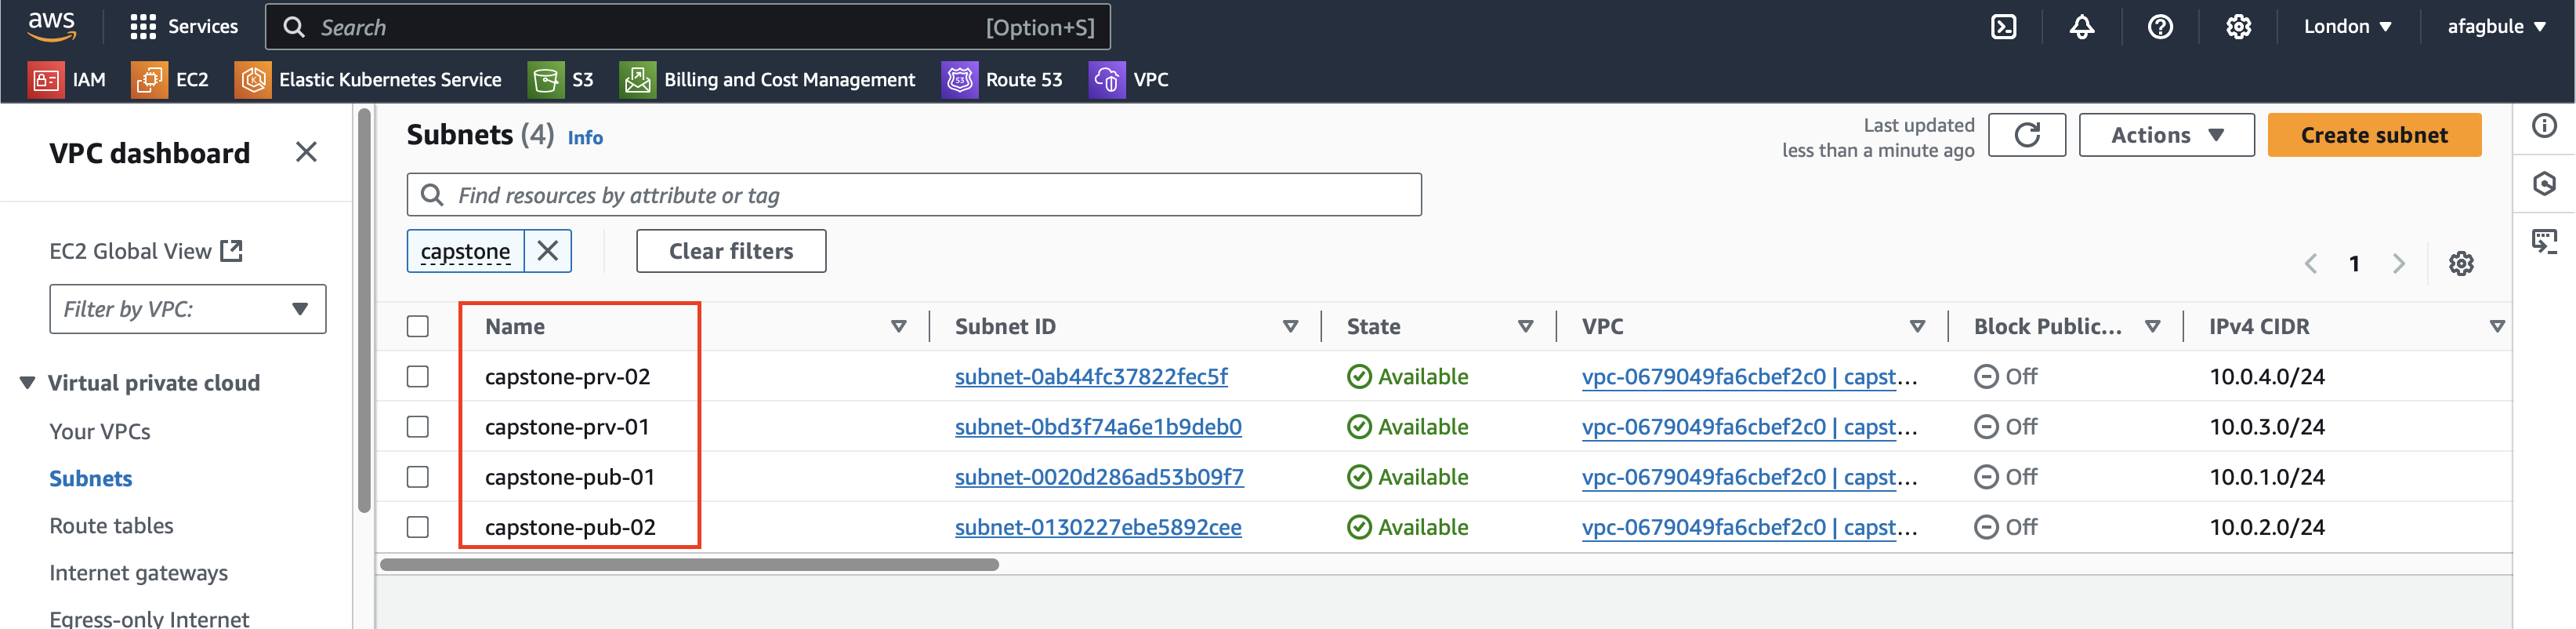 aws
Services
Search
[Option+S]
London
afagbule
IAM
EC2
Elastic Kubernetes Service
S3
Billing and Cost Management
53
Route 53
VPC
VPC dashboard
EC2 Global View
Filter by VPC:
Virtual private cloud
Your VPCs
Subnets
Route tables
Internet gateways
Egress-only Internet
Subnets (4) Info
Last updated
less than a minute ago
Actions
Create subnet
Find resources by attribute or tag
capstone
Clear filters
1
Name Subnet ID State VPC Block Public... IPv4 CIDR
capstone-prv-02 subnet-0ab44fc37822fec5f Available vpc-0679049fa6cbef2c0 | capst... Off 10.0.4.0/24
capstone-prv-01 subnet-0bd3f74a6e1b9deb0 Available vpc-0679049fa6cbef2c0 | capst... Off 10.0.3.0/24
capstone-pub-01 subnet-0020d286ad53b09f7 Available vpc-0679049fa6cbef2c0 | capst... Off 10.0.1.0/24
capstone-pub-02 subnet-0130227ebe5892cee Available vpc-0679049fa6cbef2c0 | capst... Off 10.0.2.0/24